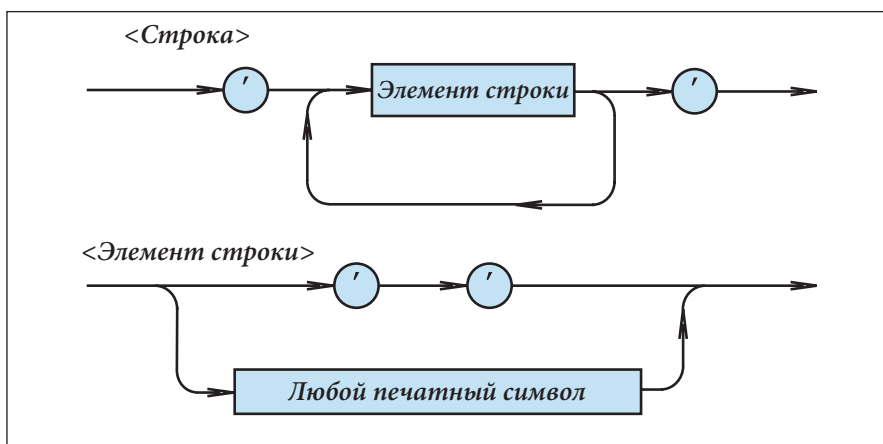 <Строка>
′ Элемент строки ′
<Элемент строки>
′ ′
Любой печатный символ